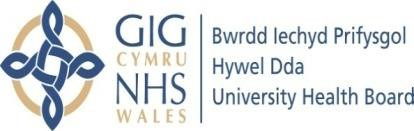 GIG
CYMRU
NHS
WALES
Bwrdd Iechyd Prifysgol
Hywel Dda
University Health Board